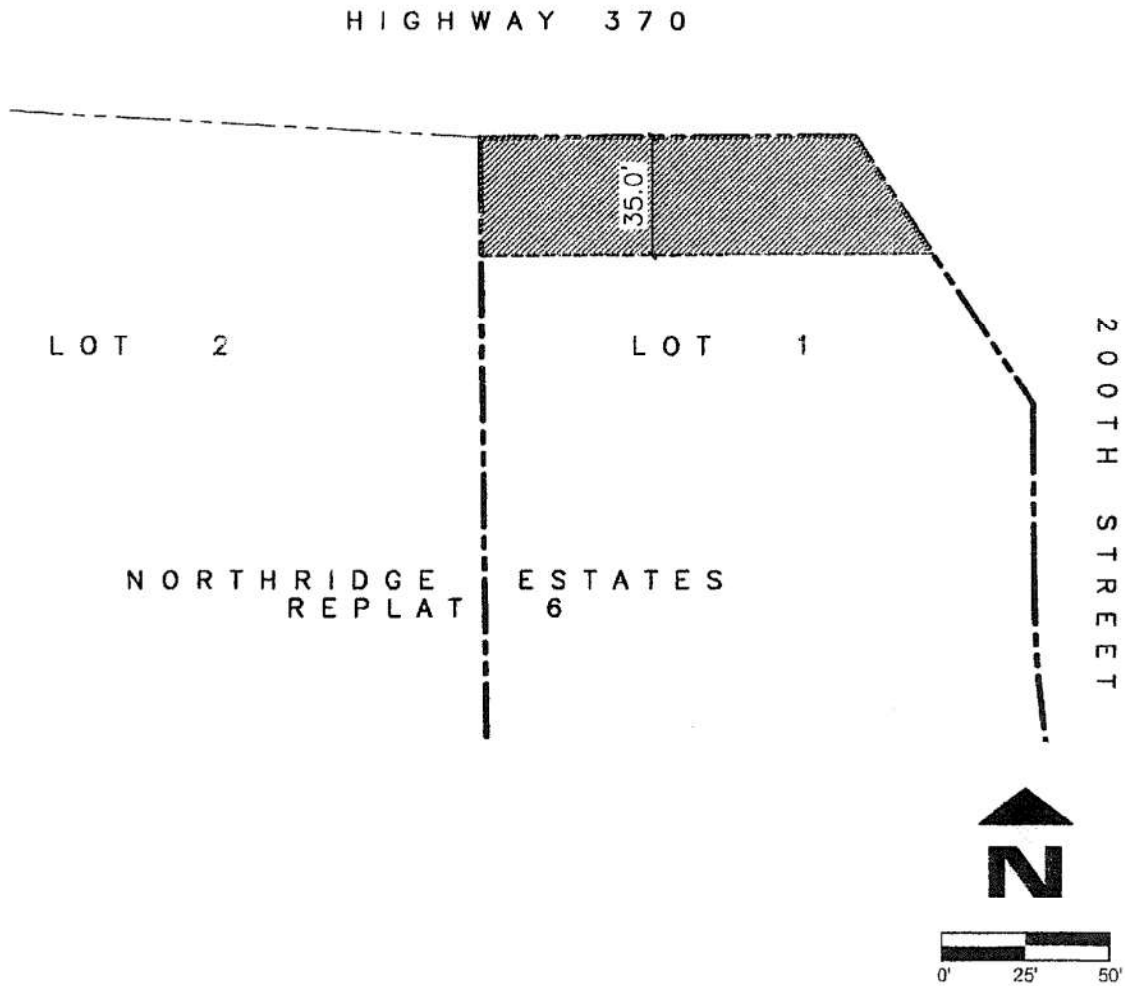 HIGHWAY 370
35.0'
LOT 2
LOT 1
200TH STREET
NORTHRIDGE ESTATES
REPLAT 6
N
0' 25' 50'